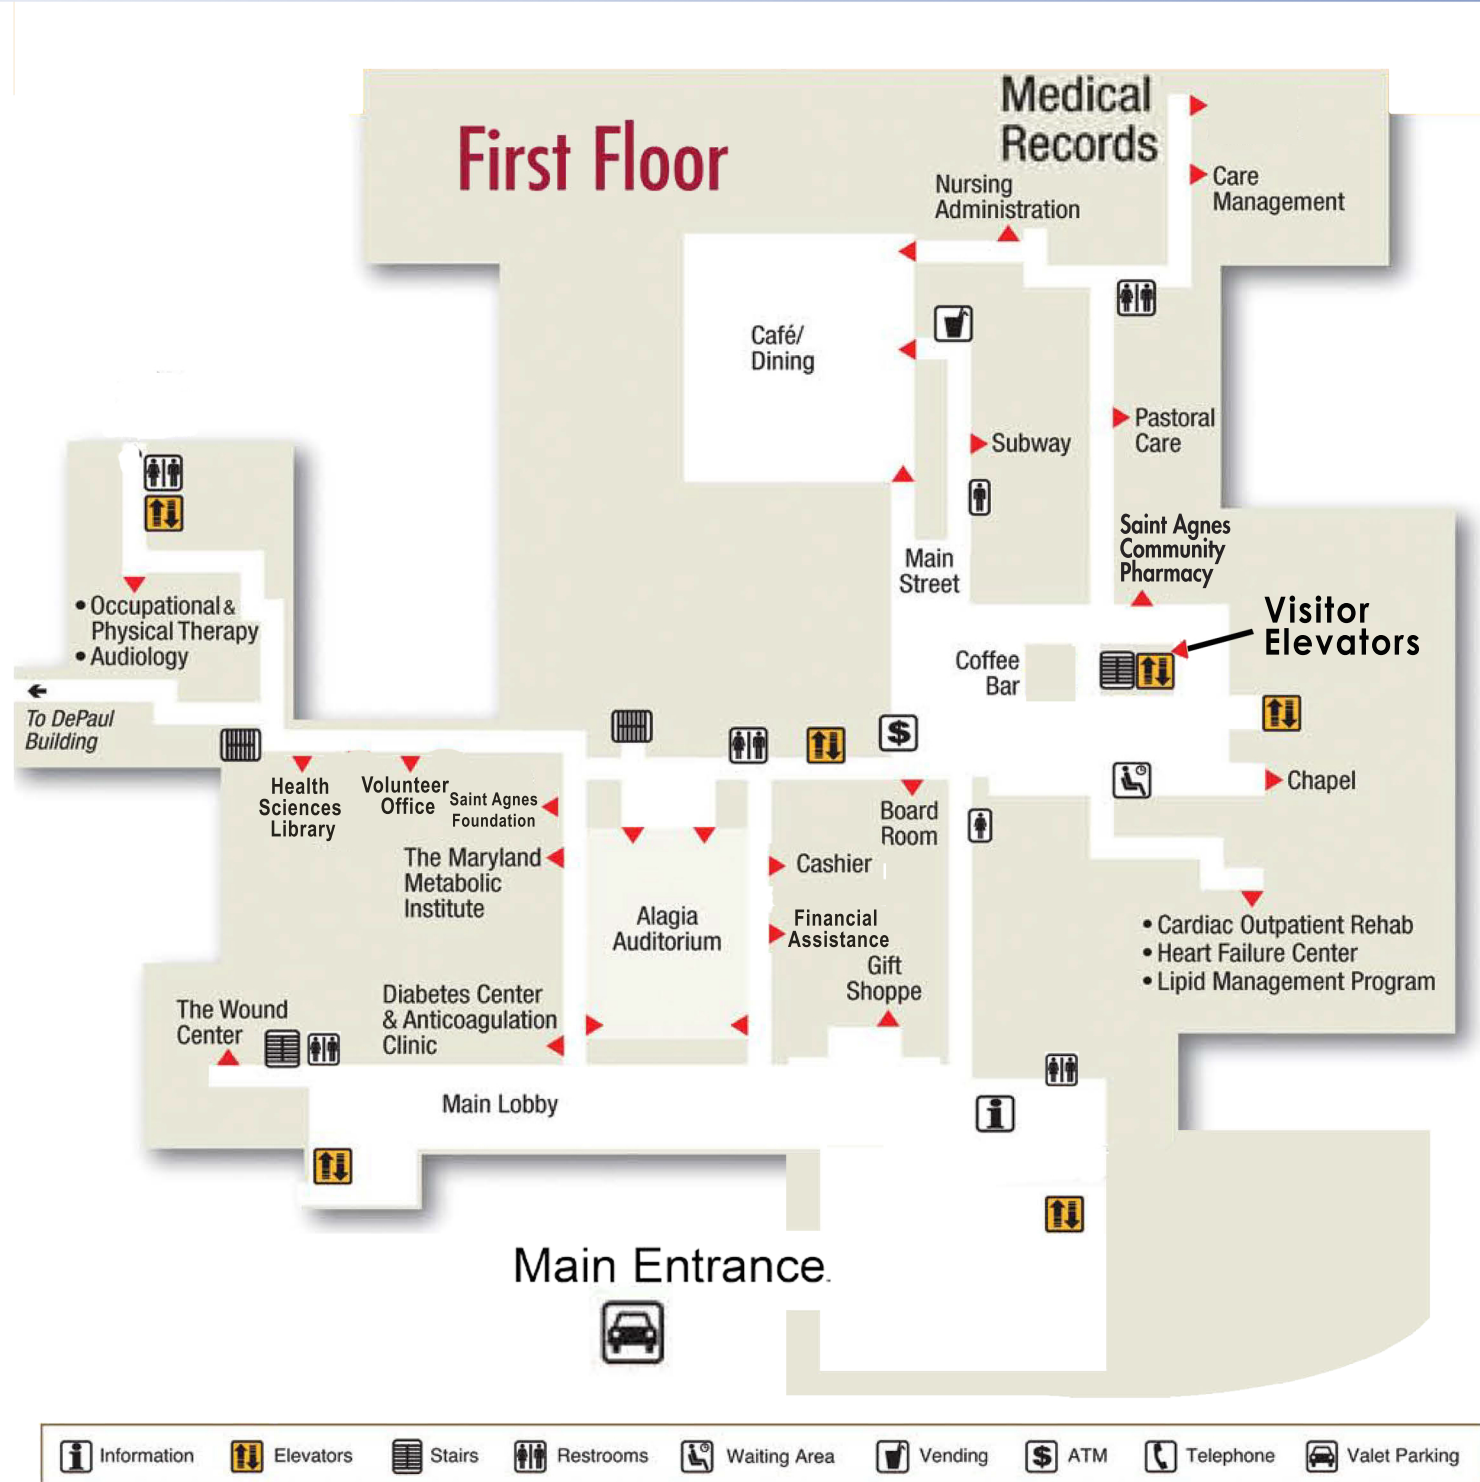 First Floor
Medical
Records
Nursing
Administration
Care
Management
Café/
Dining
Subway
Pastoral
Care
Main
Street
Saint Agnes
Community
Pharmacy
Visitor
Elevators
Coffee
Bar
• Occupational &
Physical Therapy
• Audiology
To DePaul
Building
Health
Sciences
Library
Volunteer
Office
Saint Agnes
Foundation
The Maryland
Metabolic
Institute
Alagia
Auditorium
$
Board
Room
Chapel
Cashier
Financial
Assistance
Gift
Shoppe
• Cardiac Outpatient Rehab
• Heart Failure Center
• Lipid Management Program
The Wound
Center
Diabetes Center
& Anticoagulation
Clinic
Main Lobby
i
Main Entrance
i Information
Elevators
Stairs
Restrooms
Waiting Area
Vending
$ ATM
Telephone
Valet Parking